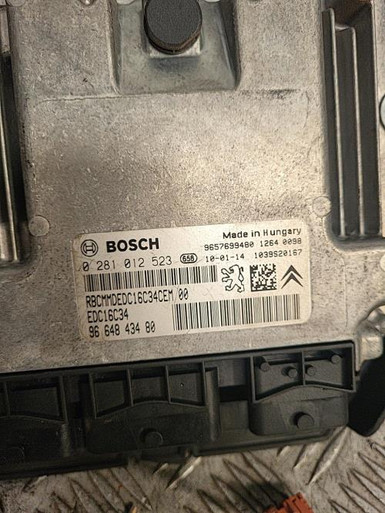 BOSCH
Made in Hungary
9657699480 1264 0098
0 281 012 523 656 10-01-14 1039S20167
RBCMMDEDC16C34CEM 00
EDC16C34
96 648 434 80